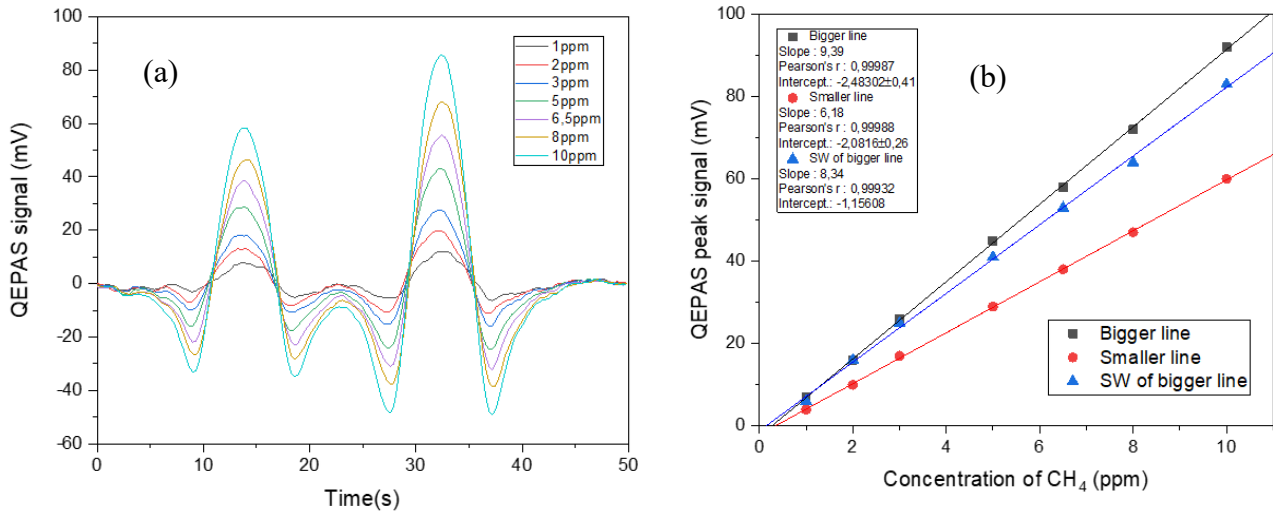 (a)
1ppm
2ppm
3ppm
5ppm
6,5ppm
8ppm
10ppm
QEPAS signal (mV)
100
80
60
40
20
0
-20
-40
-60
0 10 20 30 40 50
Time(s)
(b)
Bigger line
Slope : 9,39
Pearson's r : 0,99987
Intercept.: -2,48302±0,41
Smaller line
Slope : 6,18
Pearson's r : 0,99988
Intercept.: -2,0816±0,26
SW of bigger line
Slope : 8,34
Pearson's r : 0,99932
Intercept.: -1,15608
Bigger line
Smaller line
SW of bigger line
QEPAS peak signal (mV)
100
80
60
40
20
0
0 2 4 6 8 10
Concentration of CH₄ (ppm)